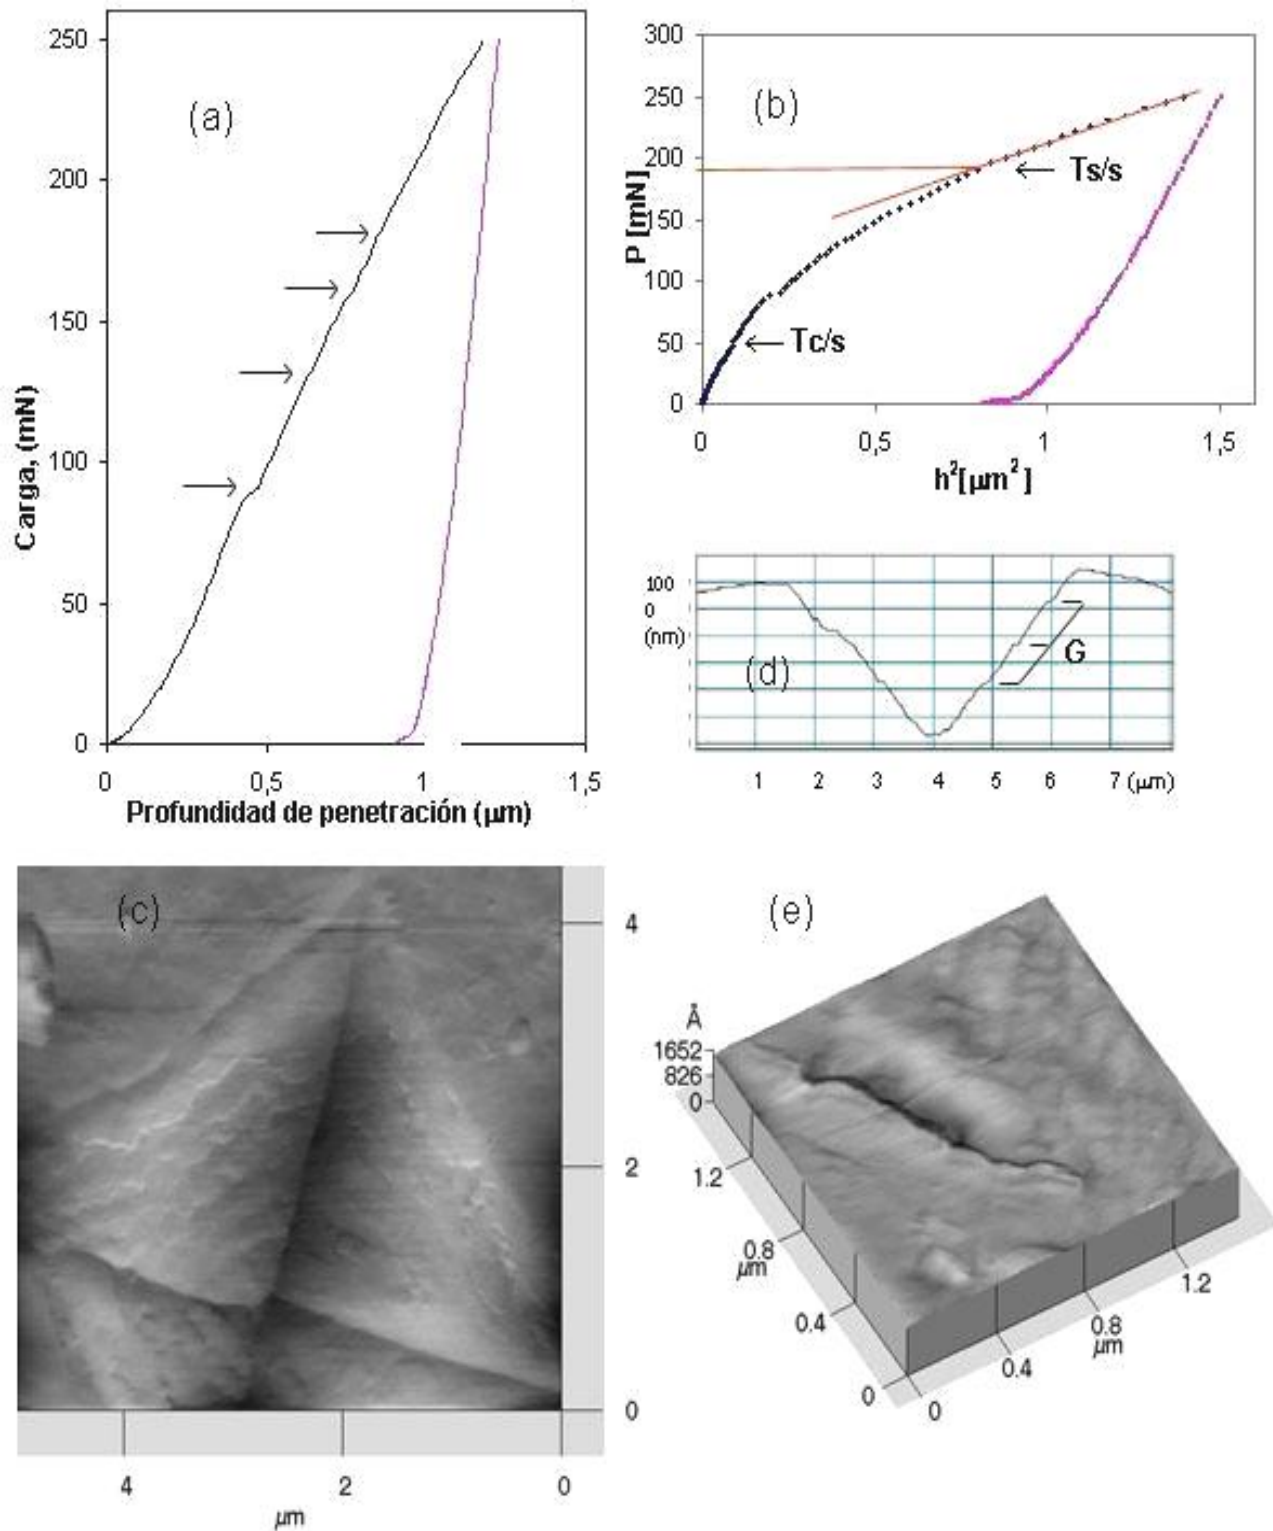 (a)
250
200
150
100
50
0
Carga, (mN)
0
0,5
1
1,5
Profundidad de penetración (µm)
(b)
300
250
200
150
100
50
0
P [mN]
Ts/s
Tc/s
0
0,5
1
1,5
h²[µm²]
100
0
(nm)
(d)
G
1 2 3 4 5 6 7 (µm)
(c)
4
2
0
4 2 0
µm
(e)
Å
1652
826
0
1.2
0.8
µm
0.4
0
0
0.4
0.8
µm
1.2